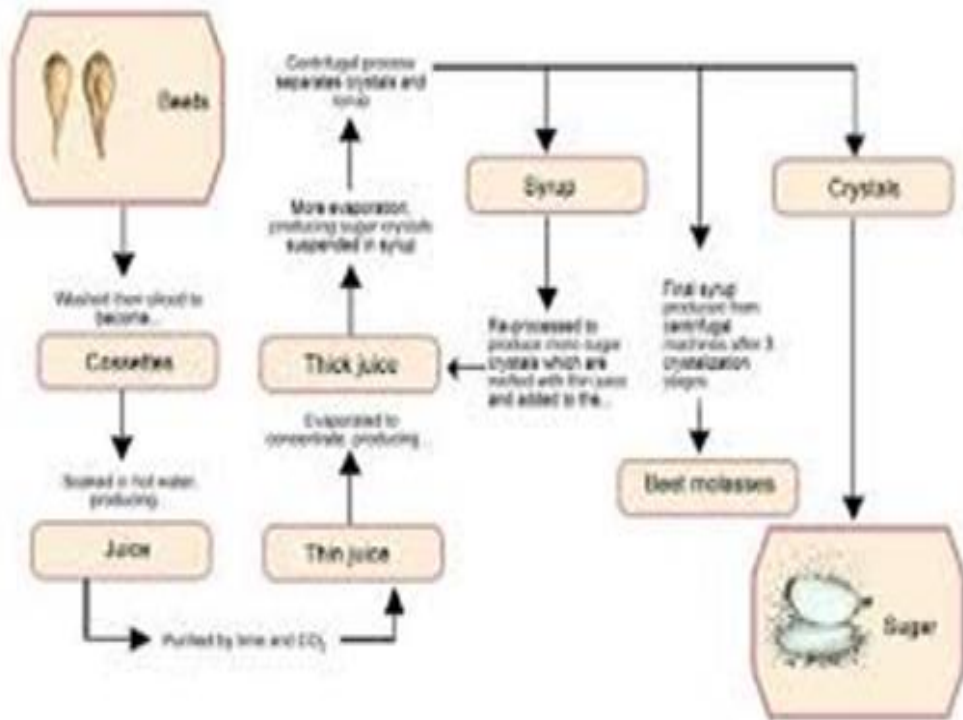 Beets
Washed then sliced to
become...
Cossettes
Soaked in hot water,
producing...
Juice
Purified by lime and CO₂
Thin juice
Evaporated to
concentrate, producing...
Thick juice
More evaporation,
producing sugar crystals
suspended in syrup
Centrifugal process
separates crystals and
syrup
Syrup
Re-processed to
produce more sugar
crystals which are
melted with thin juice
and added to the...
Final syrup
produced from
centrifugal
machines after 3
crystalization
stages
Beet molasses
Crystals
Sugar